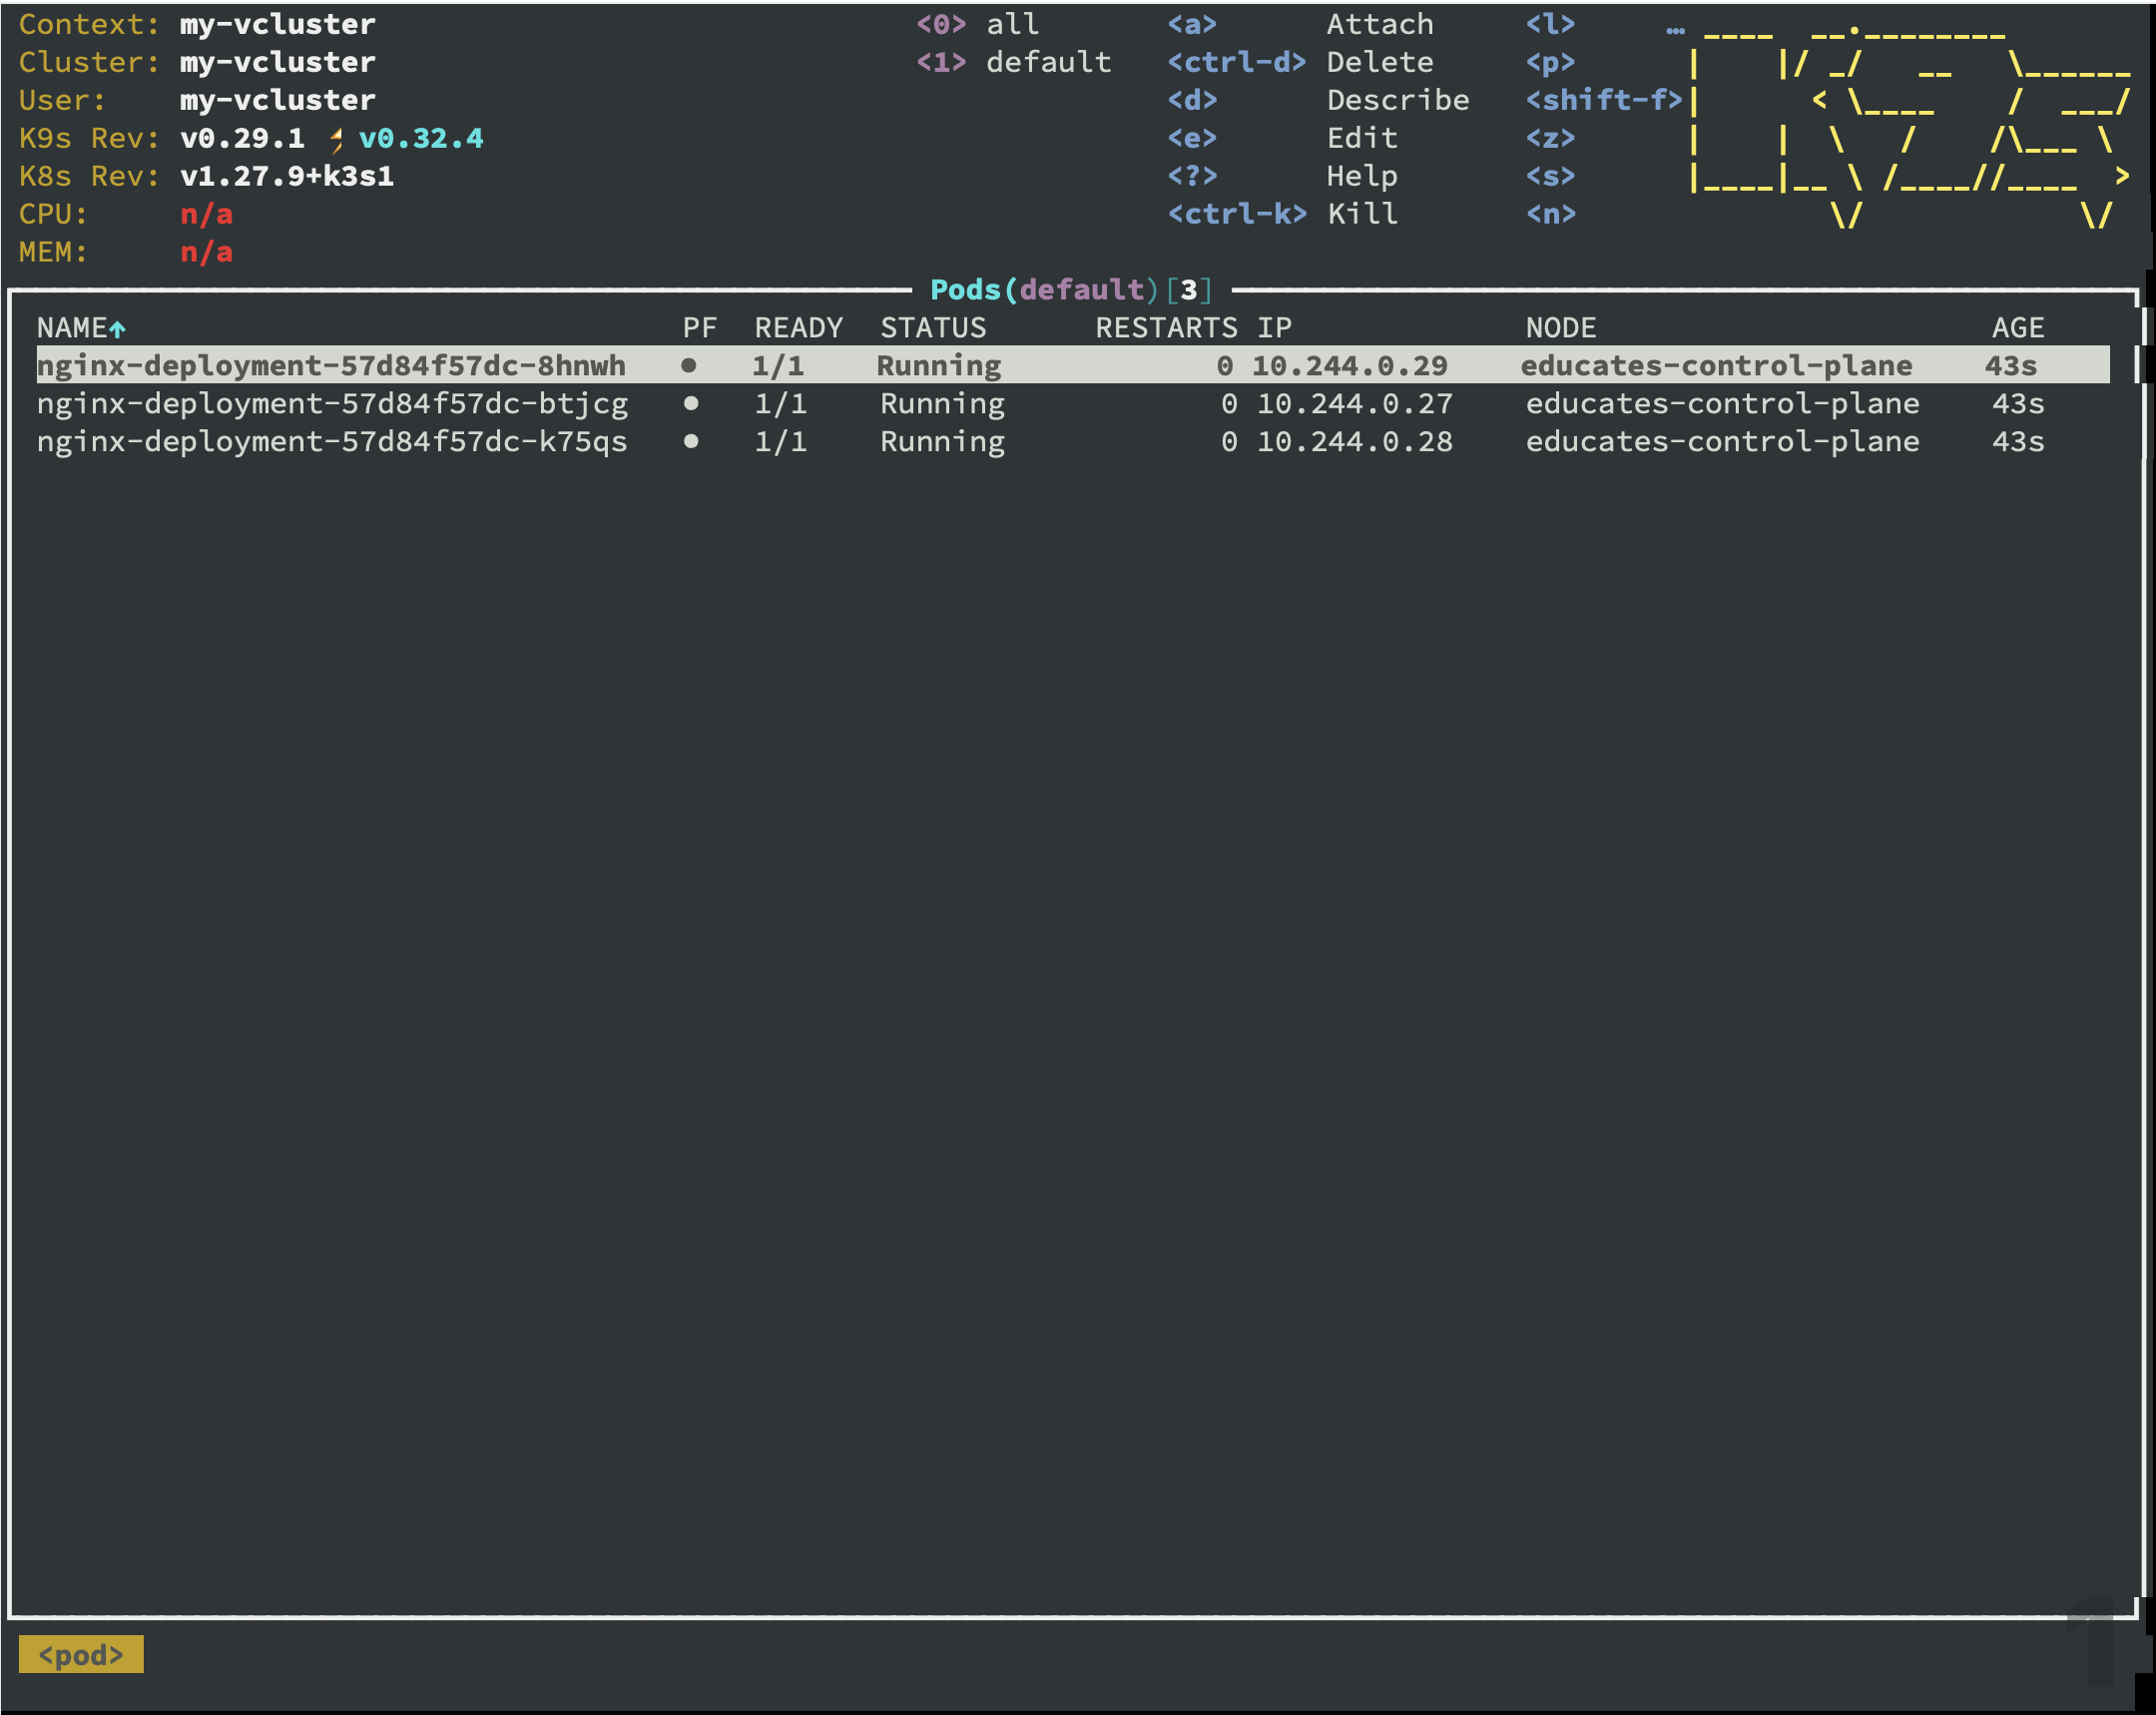 Context: my-vcluster <0> all <a> Attach <l> …
Cluster: my-vcluster <1> default <ctrl-d> Delete <p>
User: my-vcluster <d> Describe <shift-f>
K9s Rev: v0.29.1 ⚡ v0.32.4 <e> Edit <z>
K8s Rev: v1.27.9+k3s1 <?> Help <s>
CPU: n/a <ctrl-k> Kill <n>
MEM: n/a
Pods(default)[3]
NAME↑ PF READY STATUS RESTARTS IP NODE AGE
nginx-deployment-57d84f57dc-8hnwh ● 1/1 Running 0 10.244.0.29 educates-control-plane 43s
nginx-deployment-57d84f57dc-btjcg ● 1/1 Running 0 10.244.0.27 educates-control-plane 43s
nginx-deployment-57d84f57dc-k75qs ● 1/1 Running 0 10.244.0.28 educates-control-plane 43s
<pod>
1